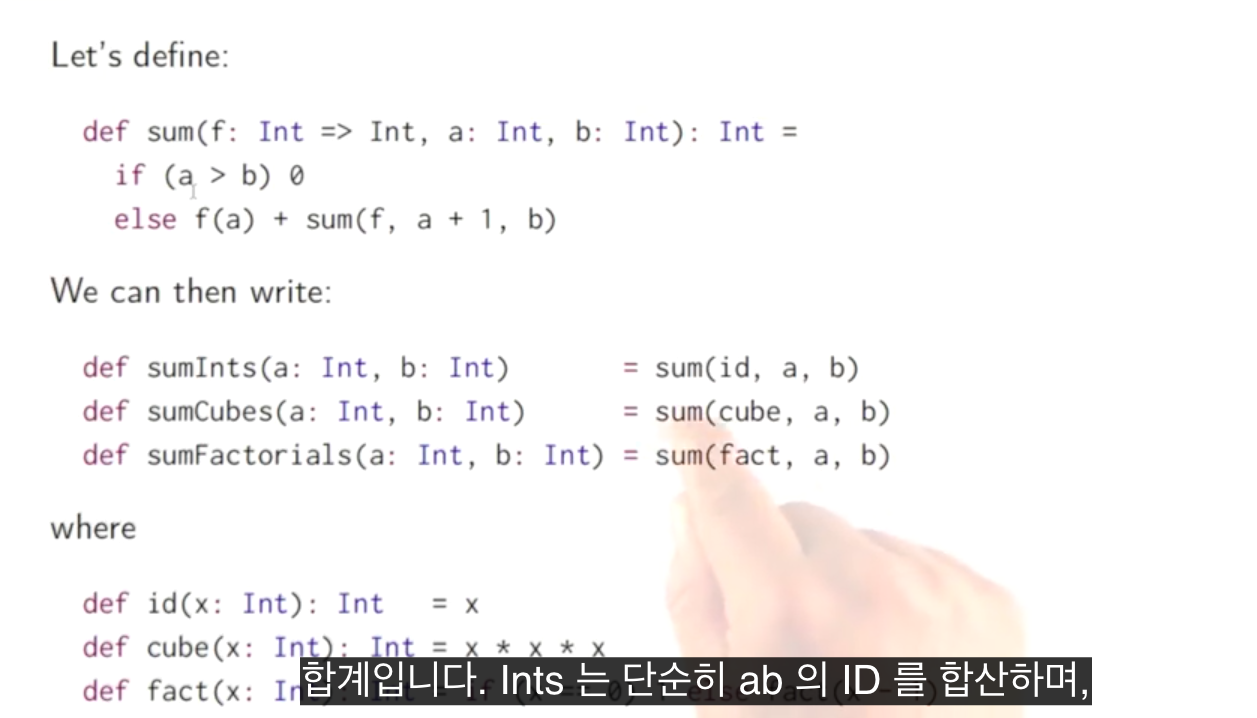 Let's define:
def sum(f: Int => Int, a: Int, b: Int): Int =
if (a > b) 0
else f(a) + sum(f, a + 1, b)
We can then write:
def sumInts(a: Int, b: Int) = sum(id, a, b)
def sumCubes(a: Int, b: Int) = sum(cube, a, b)
def sumFactorials(a: Int, b: Int) = sum(fact, a, b)
where
def id(x: Int): Int = x
def cube(x: Int): Int = x * x * x
def fact(x:
합계입니다. Ints 는 단순히 ab 의 ID 를 합산하며,